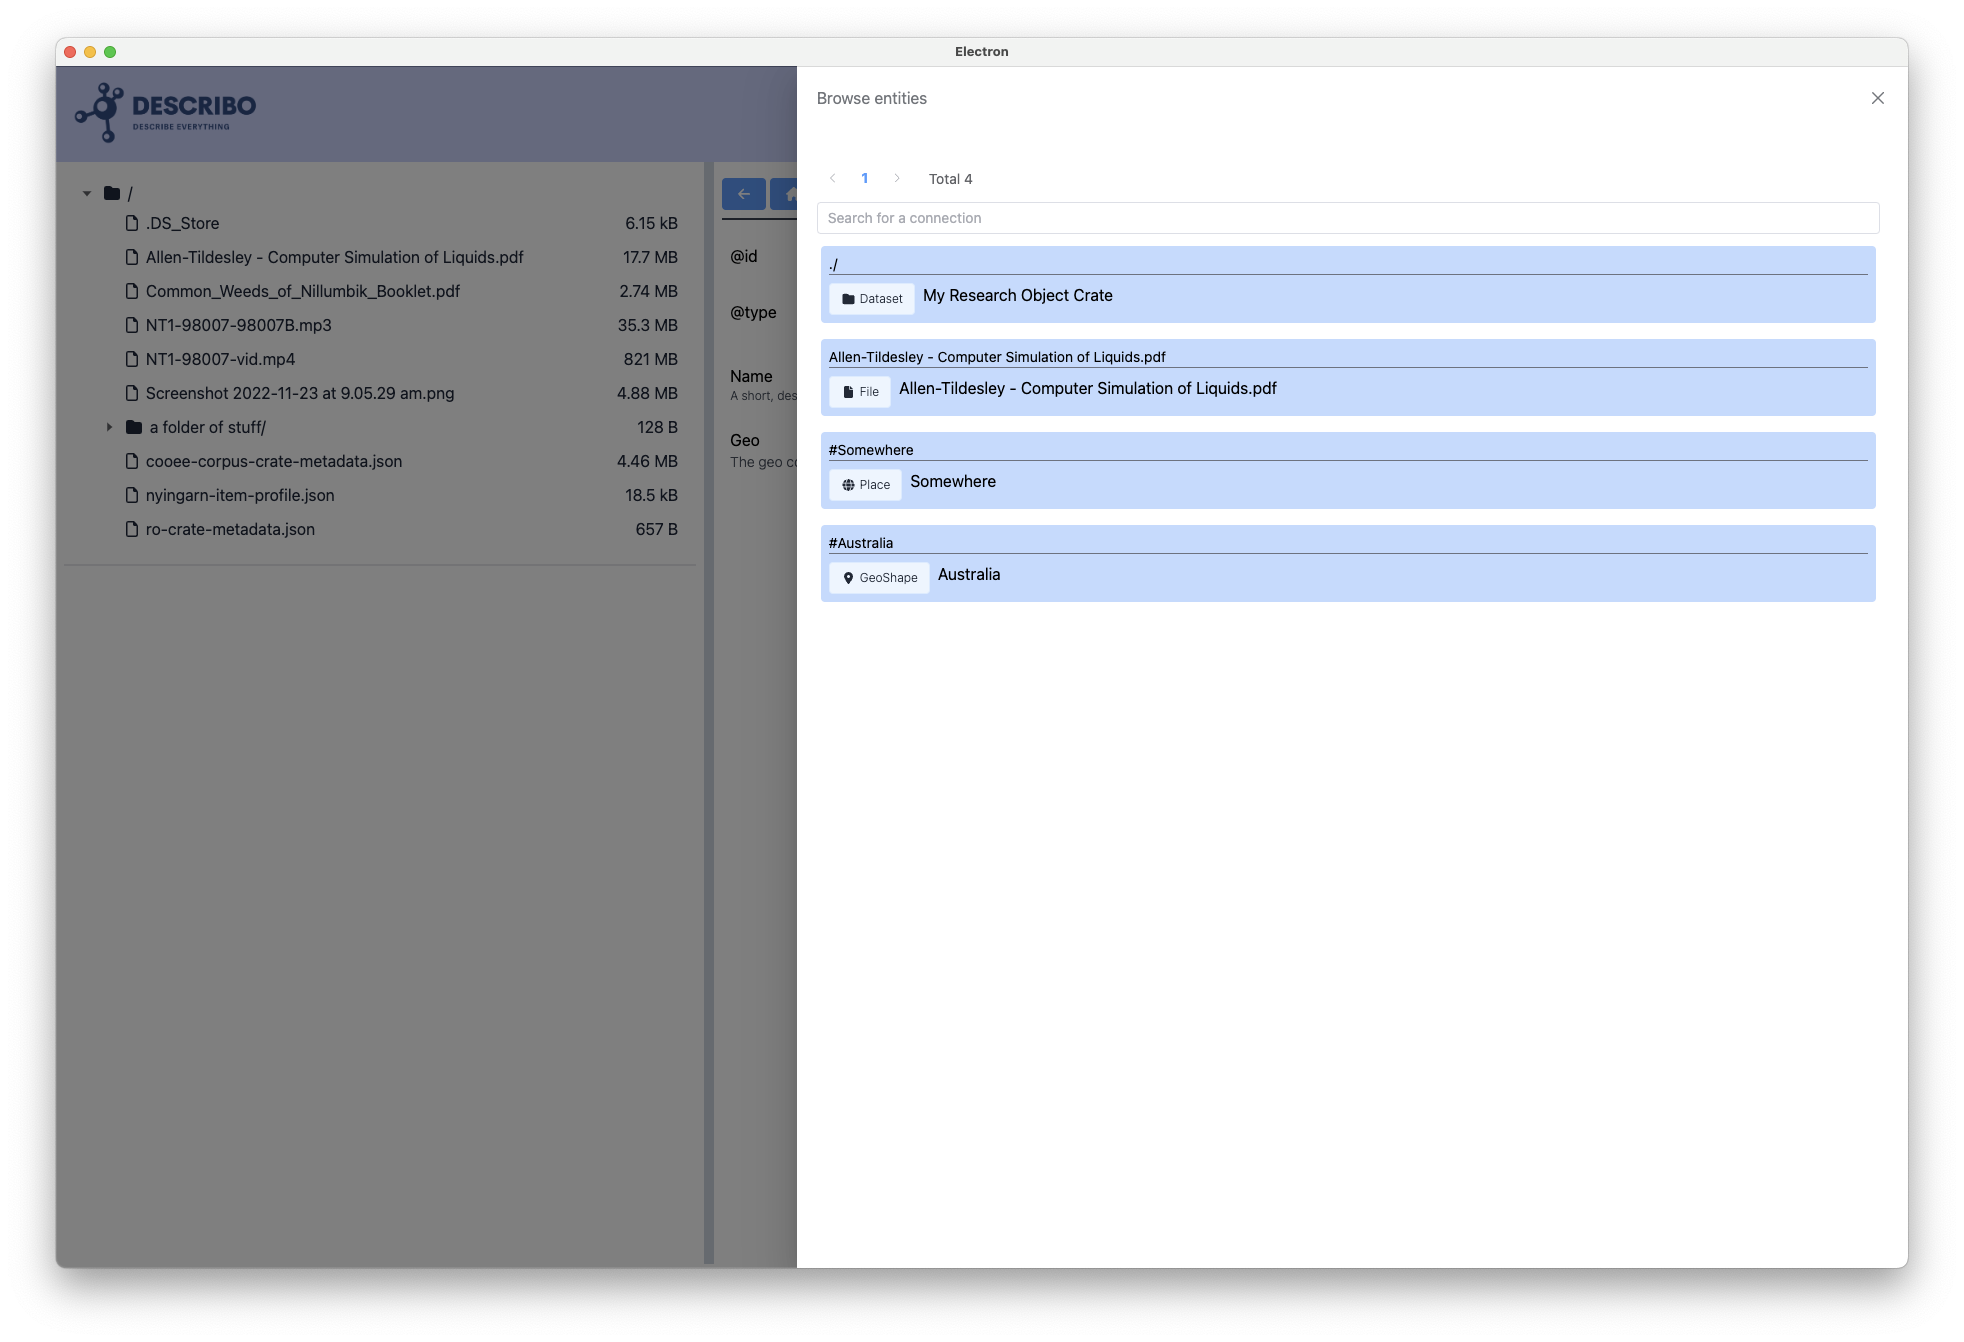 Electron
DESCRIBO
DESCRIBE EVERYTHING
/
.DS_Store 6.15 kB
Allen-Tildesley - Computer Simulation of Liquids.pdf 17.7 MB
Common_Weeds_of_Nillumbik_Booklet.pdf 2.74 MB
NT1-98007-98007B.mp3 35.3 MB
NT1-98007-vid.mp4 821 MB
Screenshot 2022-11-23 at 9.05.29 am.png 4.88 MB
a folder of stuff/ 128 B
cooee-corpus-crate-metadata.json 4.46 MB
nyingarn-item-profile.json 18.5 kB
ro-crate-metadata.json 657 B
@id
@type
Name
A short, des
Geo
The geo co
Browse entities
1 Total 4
Search for a connection
./
Dataset My Research Object Crate
Allen-Tildesley - Computer Simulation of Liquids.pdf
File Allen-Tildesley - Computer Simulation of Liquids.pdf
#Somewhere
Place Somewhere
#Australia
GeoShape Australia